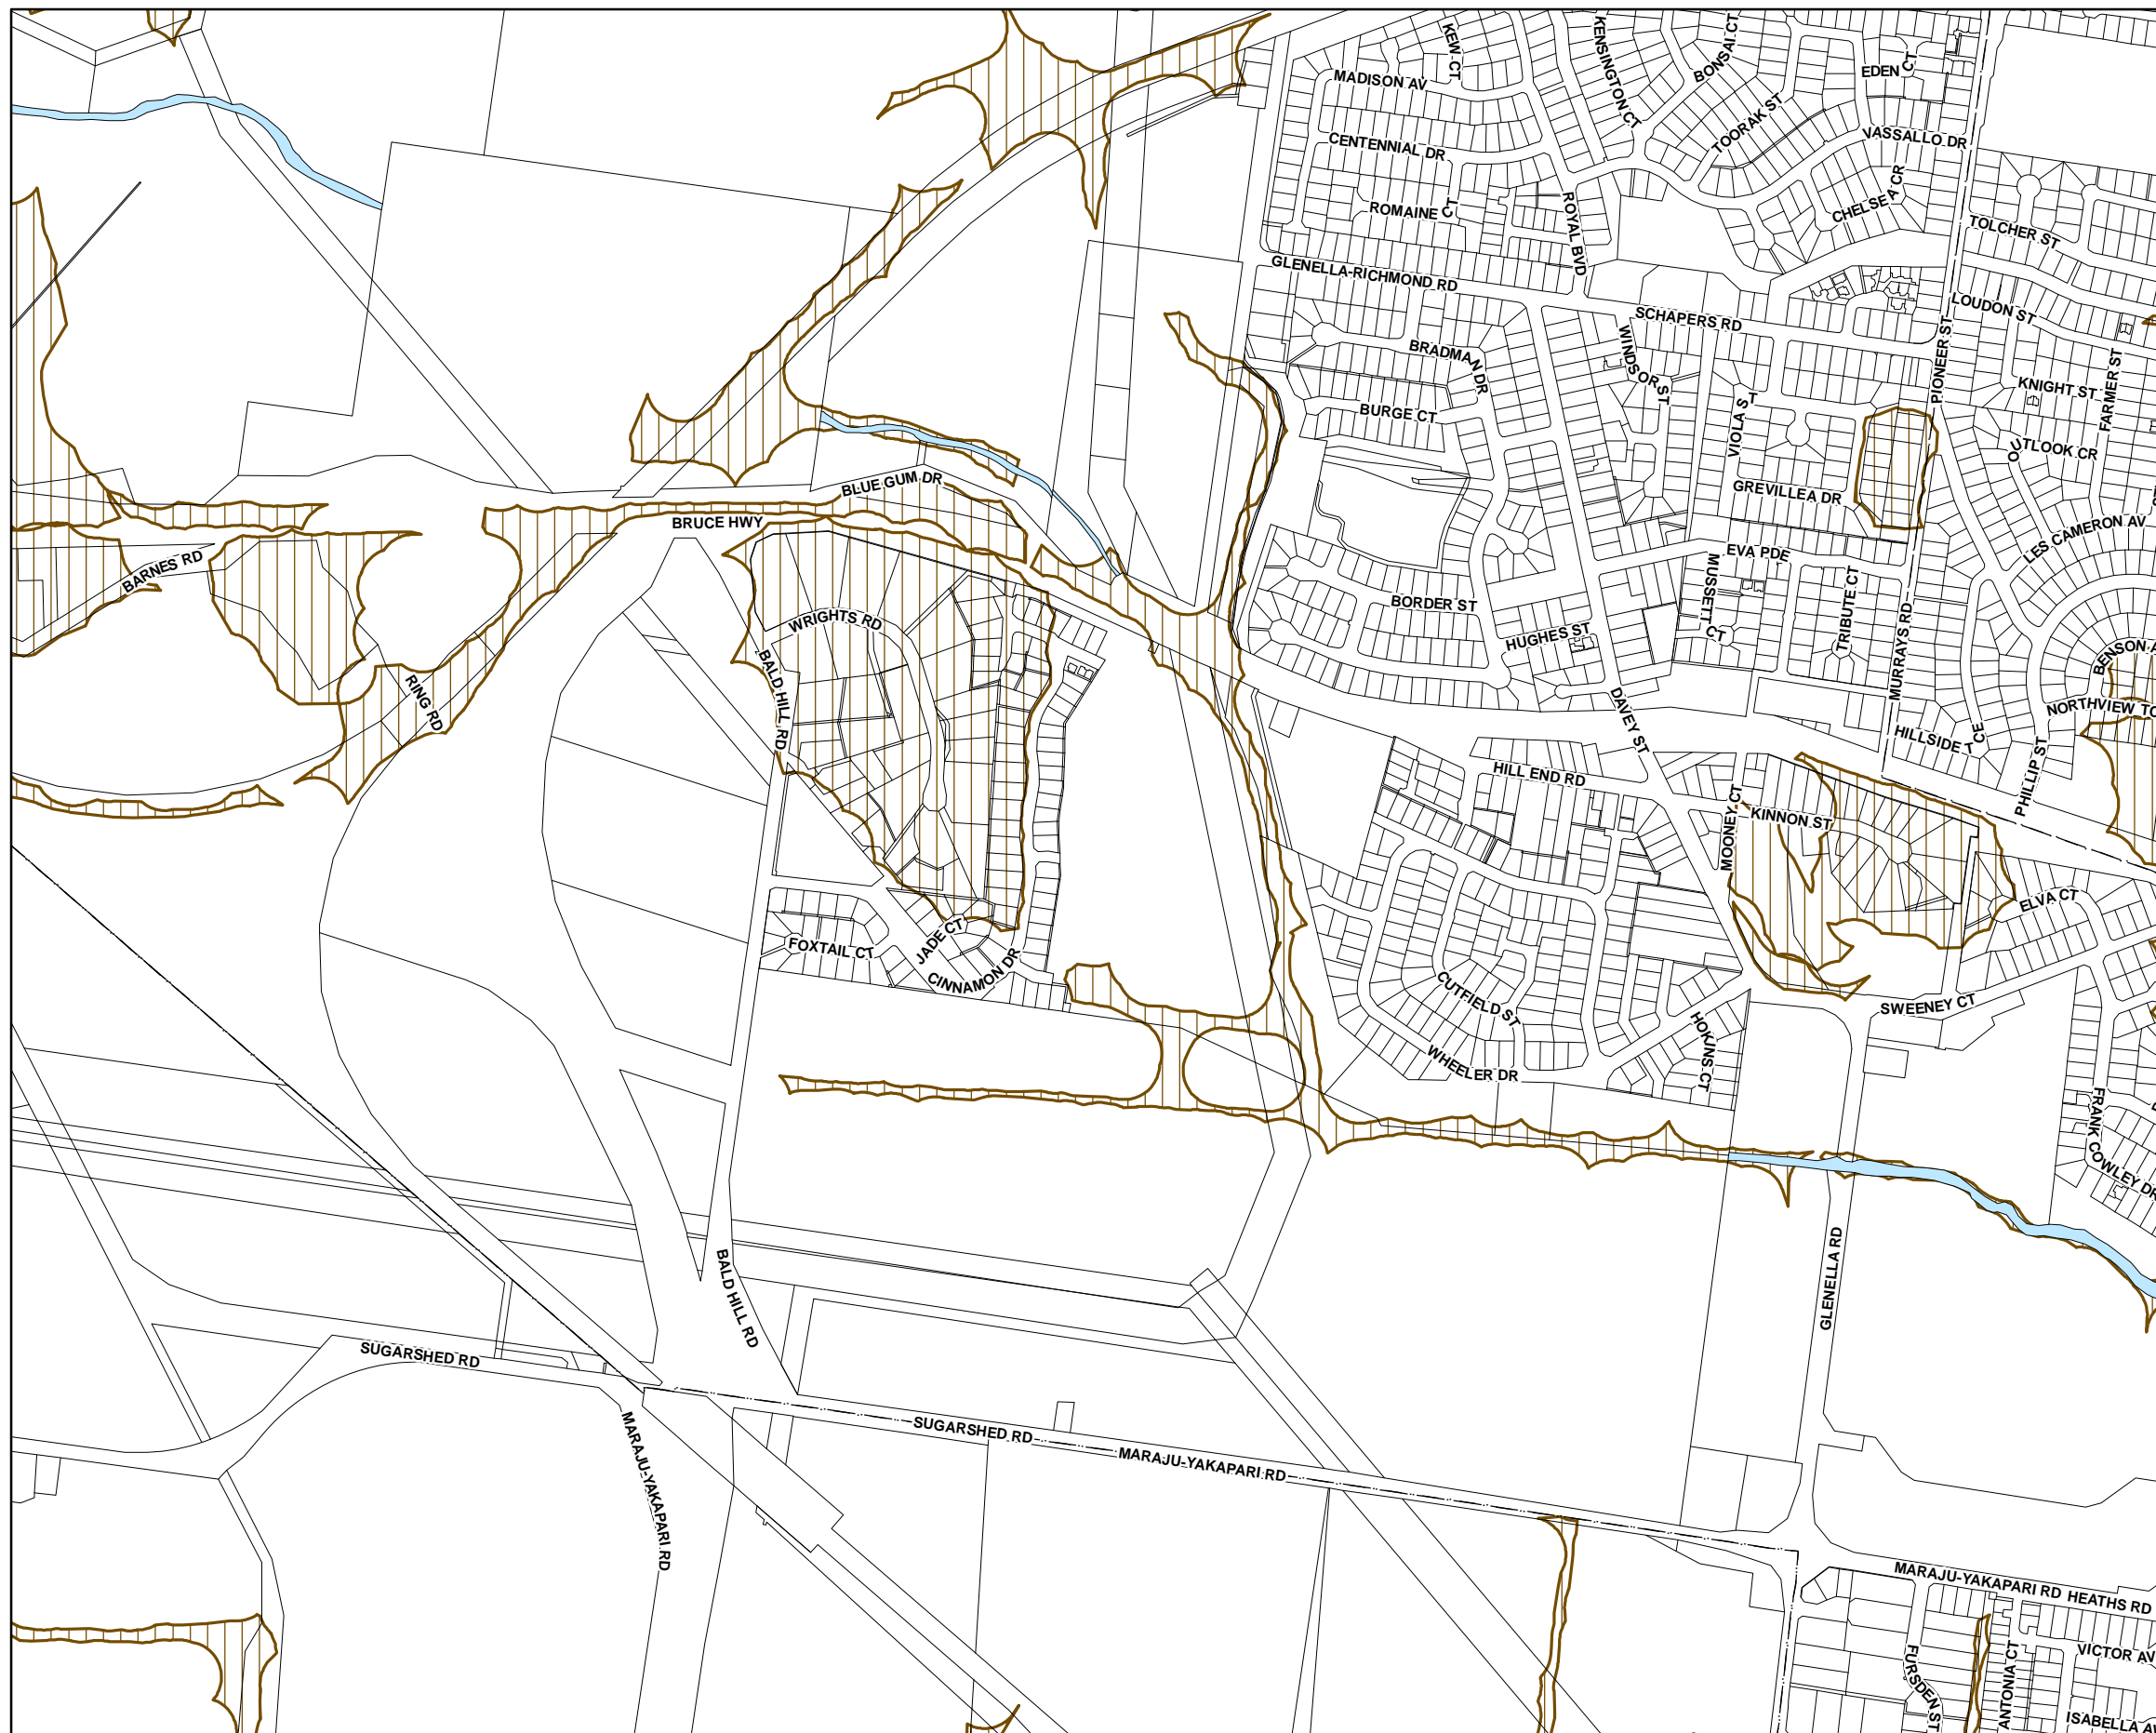 KEW CT
KENSINGTON CT
BONSAI CT
EDEN CT
MADISON AV
TOORAK ST
VASSALLO DR
CENTENNIAL DR
CHELSEA CR
ROMAINE CT
ROYAL BVD
TOLCHER ST
GLENELLA-RICHMOND RD
SCHAPERS RD
LOUDON ST
WINDSOR ST
BRADMAN DR
PIONEER ST
KNIGHT ST
FARMER ST
BURGE CT
VIOLA ST
OUTLOOK CR
BLUE GUM DR
GREVILLEA DR
BRUCE HWY
LES CAMERON AV
EVA PDE
BARNES RD
MUSSETT CT
TRIBUTE CT
BORDER ST
WRIGHTS RD
HUGHES ST
MURRAYS RD
BENSON A
BALD HILL RD
RING RD
DAVEY ST
NORTHVIEW TC
HILLSIDE TCE
PHILLIP ST
HILL END RD
MOONEY CT
KINNON ST
ELVA CT
FOXTAIL CT
JADE CT
CINNAMON DR
CUTFIELD ST
SWEENEY CT
HOKINS CT
WHEELER DR
FRANK COWLEY DR
GLENELLA RD
BALD HILL RD
SUGARSHED RD
SUGARSHED RD
MARAJU-YAKAPARI RD
MARAJU-YAKAPARI RD
MARAJU-YAKAPARI RD
HEATHS RD
VICTOR AV
FURSDEN ST
ANTONIA CT
ISABELLA A